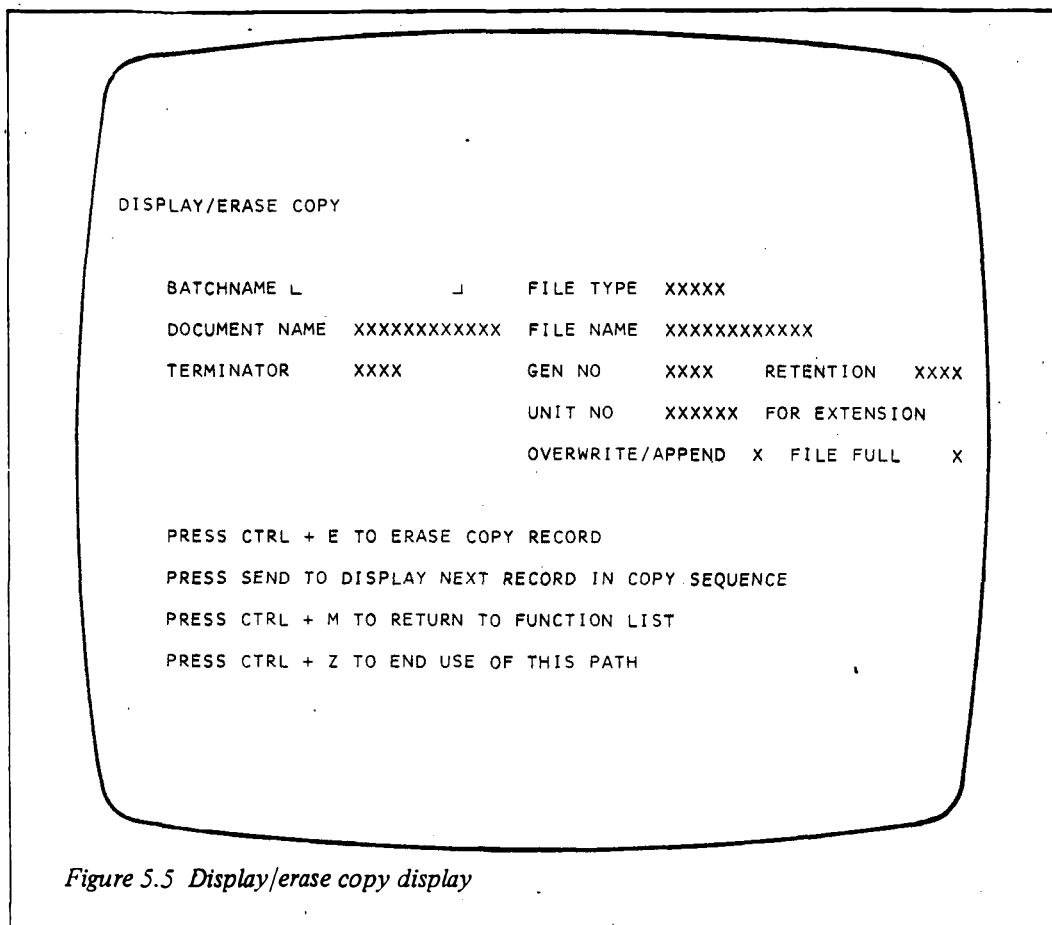 DISPLAY/ERASE COPY
BATCHNAME ⌞ ⌟ FILE TYPE XXXXX
DOCUMENT NAME XXXXXXXXXXXX FILE NAME XXXXXXXXXXXX
TERMINATOR XXXX GEN NO XXXX RETENTION XXXX
UNIT NO XXXXXX FOR EXTENSION
OVERWRITE/APPEND X FILE FULL X
PRESS CTRL + E TO ERASE COPY RECORD
PRESS SEND TO DISPLAY NEXT RECORD IN COPY SEQUENCE
PRESS CTRL + M TO RETURN TO FUNCTION LIST
PRESS CTRL + Z TO END USE OF THIS PATH
Figure 5.5 Display/erase copy display